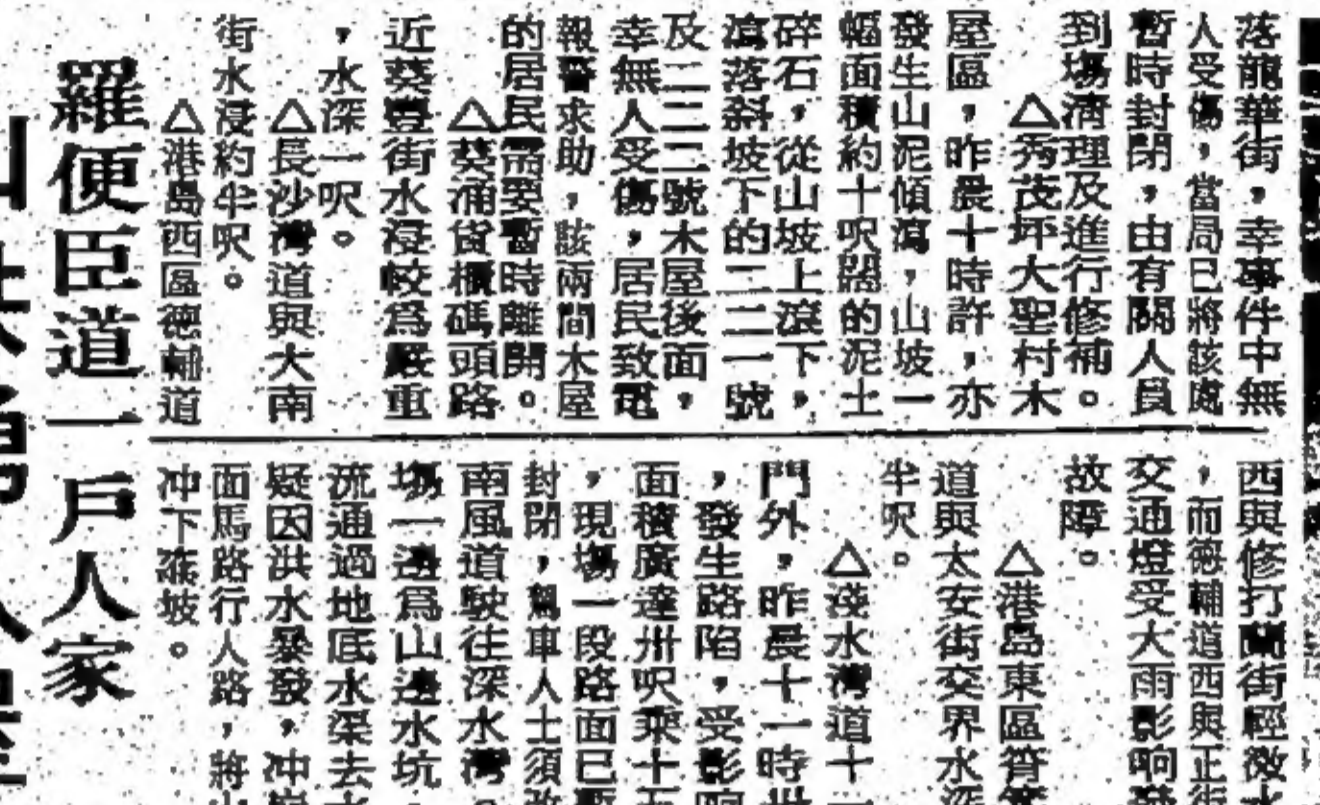 落龍華街,幸事件中無
人受傷,當局已將該處
暫時封閉,由有關人員
到場清理及進行修補。
△秀茂坪大聖村木
屋區,昨晨十時許,亦
發生山泥傾瀉,山坡一
幅面積約十呎闊的泥土
碎石,從山坡上滾下,
滾落斜坡下的二二一號
及二二二號木屋後面,
幸無人受傷,居民致電
報警求助,該兩間木屋
的居民需要暫時離開。
△葵涌貨櫃碼頭路
近葵豐街水浸較為嚴重
,水深一呎。
△長沙灣道與大南
街水浸約半呎。
△港島西區德輔道
西與修打蘭街輕微水
,而德輔道西與正街
交通燈受大雨影响發
故障。
△港島東區筲箕
道與太安街交界水深
半呎。
△淺水灣道十一
門外,昨晨十一時卅
,發生路陷,受影响
面積廣達卅呎乘十五
,現場一段路面已暫
封閉,駕車人士須改
南風道駛往深水灣。
場一邊為山邊水坑,
流通過地底水渠去水
疑因洪水暴發,冲
面馬路行人路,將
冲下
坡。
羅便臣道一戶人家